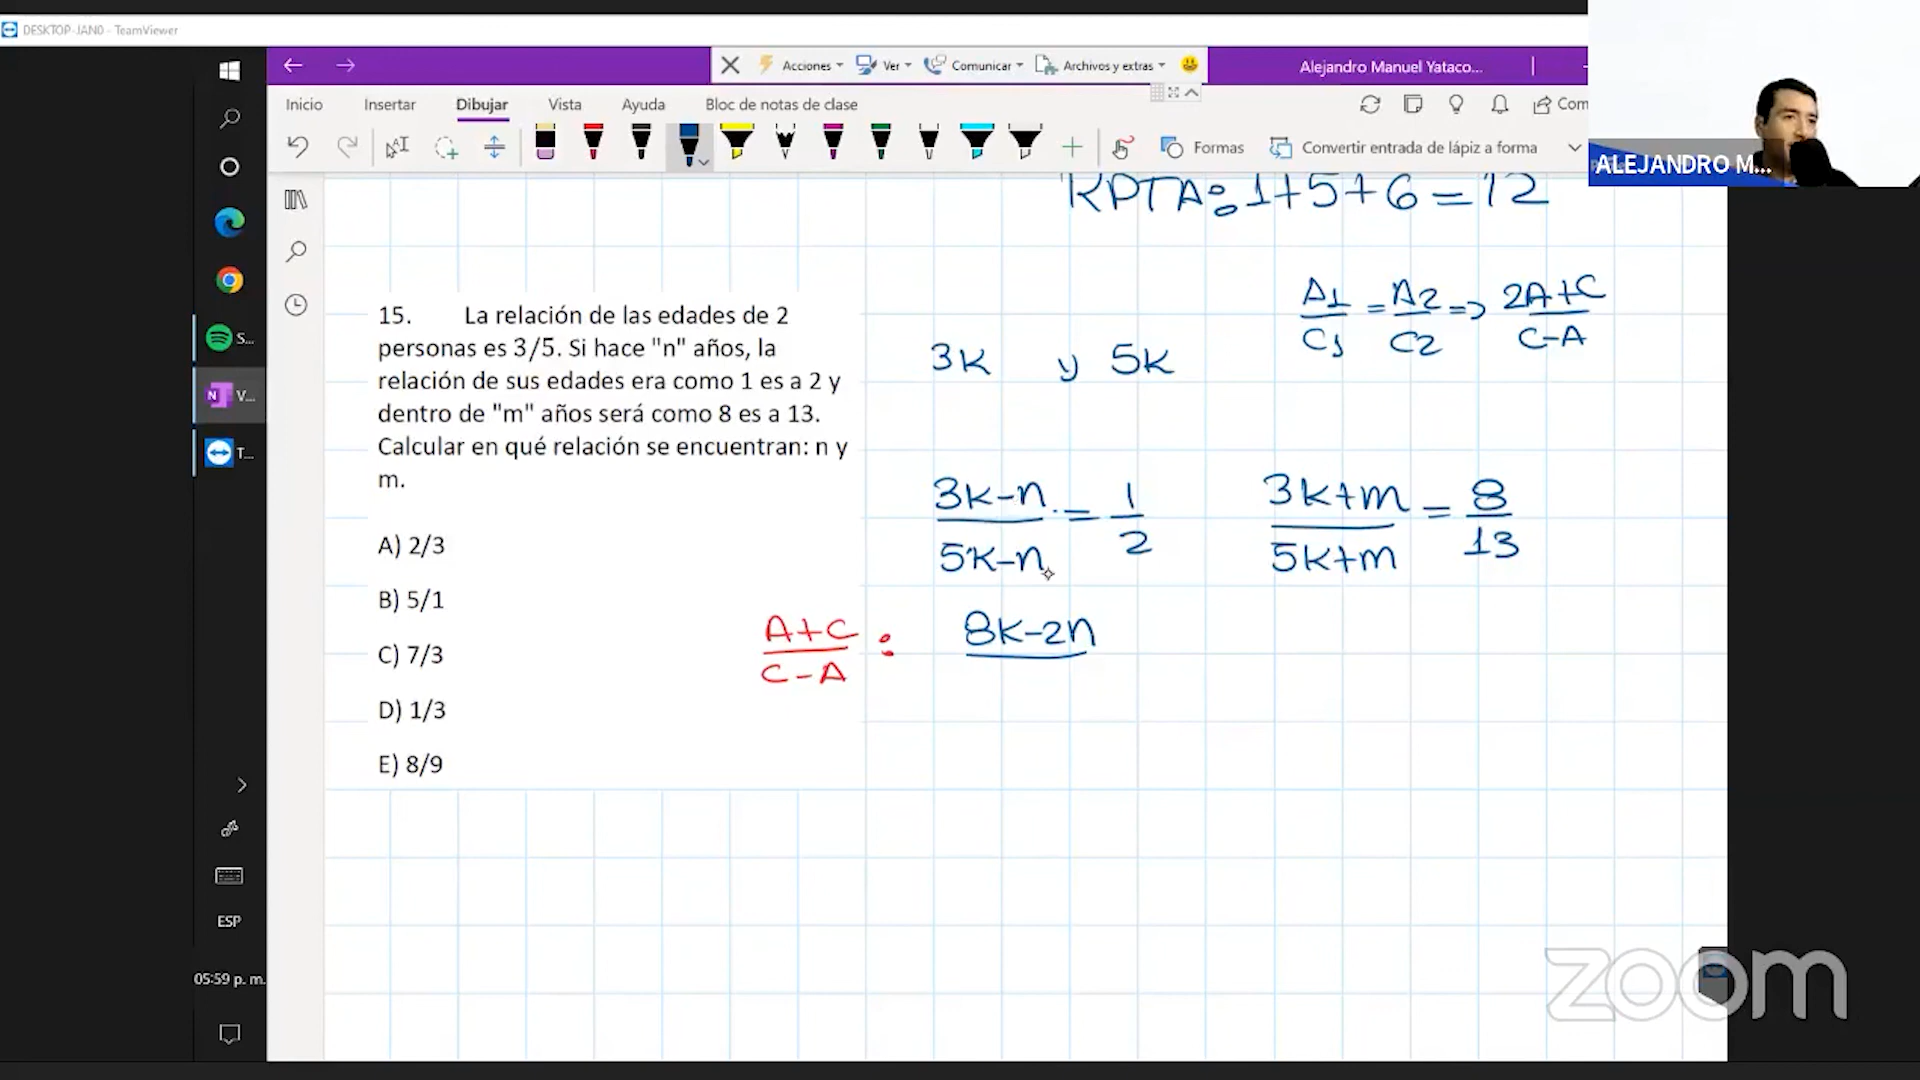 DESKTOP-JAN0 - TeamViewer
Acciones Ver Comunicar Archivos y extras
Alejandro Manuel Yataco...
Inicio Insertar Dibujar Vista Ayuda Bloc de notas de clase
Com
Formas Convertir entrada de lápiz a forma
ALEJANDRO M...
RPTA: 1+5+6=12
S...
V...
T...
15. La relación de las edades de 2
personas es 3/5. Si hace "n" años, la
relación de sus edades era como 1 es a 2 y
dentro de "m" años será como 8 es a 13.
Calcular en qué relación se encuentran: n y
m.
A) 2/3
B) 5/1
C) 7/3
D) 1/3
E) 8/9
A1/C1 = A2/C2 => 2A+C/C-A
3k y 5k
3k-n/5k-n = 1/2
3k+m/5k+m = 8/13
A+C/C-A : 8k-2n
ESP
05:59 p. m.
zoom